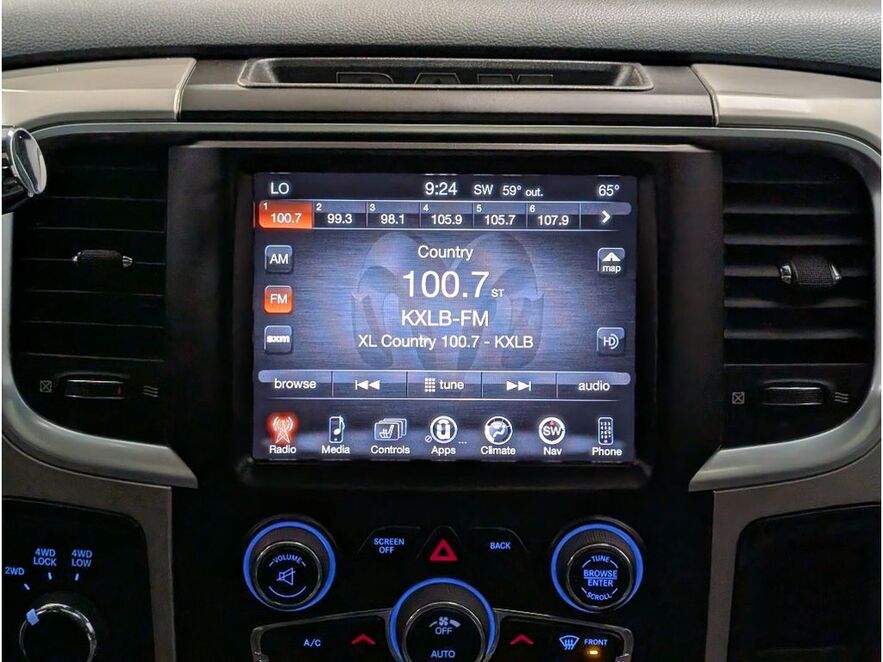 RAM
LO 9:24 SW 59° out. 65°
1 100.7 2 99.3 3 98.1 4 105.9 5 105.7 6 107.9
AM Country map
FM 100.7 ST
KXLB-FM
sxm XL Country 100.7 - KXLB HD
browse tune audio
Radio Media Controls Apps Climate SW Nav Phone
2WD 4WD LOCK 4WD LOW
VOLUME
SCREEN OFF
BACK
TUNE
BROWSE
ENTER
SCROLL
A/C
OFF
AUTO
FRONT